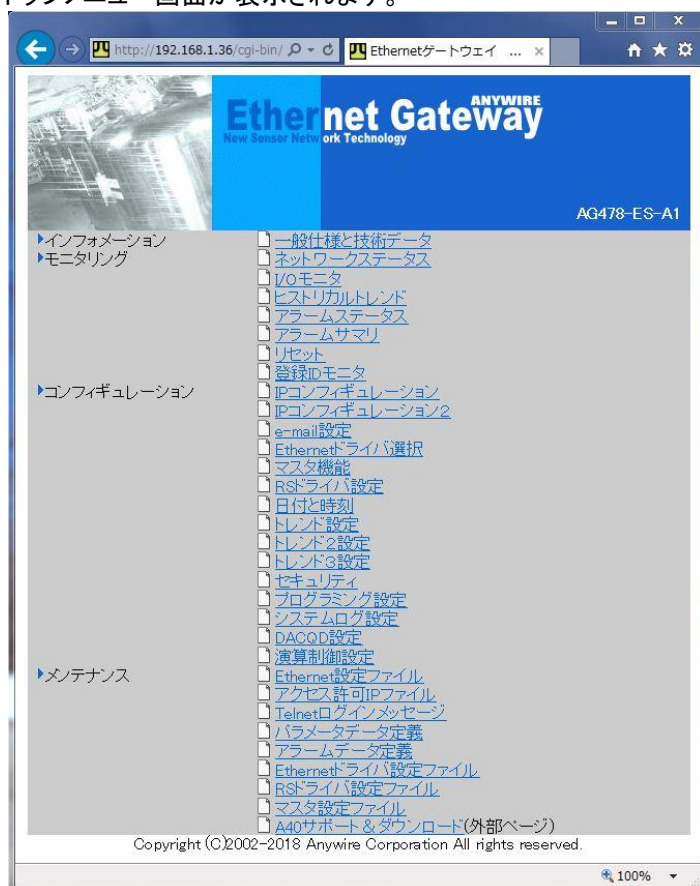 トップメニュー画面が表示されます。
http://192.168.1.36/cgi-bin/
Ethernetゲートウェイ ...
ANYWIRE
Ethernet Gateway
New Sensor Network Technology
AG478-ES-A1
インフォメーション
一般仕様と技術データ
モニタリング
ネットワークステータス
I/Oモニタ
ヒストリカルトレンド
アラームステータス
アラームサマリ
リセット
登録IDモニタ
コンフィギュレーション
IPコンフィギュレーション
IPコンフィギュレーション2
e-mail設定
Ethernetドライバ選択
マスタ機能
RSドライバ設定
日付と時刻
トレンド設定
トレンド2設定
トレンド3設定
セキュリティ
プログラミング設定
システムログ設定
DACQD設定
演算制御設定
メンテナンス
Ethernet設定ファイル
アクセス許可IPファイル
Telnetログインメッセージ
パラメータデータ定義
アラームデータ定義
Ethernetドライバ設定ファイル
RSドライバ設定ファイル
マスタ設定ファイル
A40サポート＆ダウンロード(外部ページ)
Copyright (C)2002-2018 Anywire Corporation All rights reserved.
100%